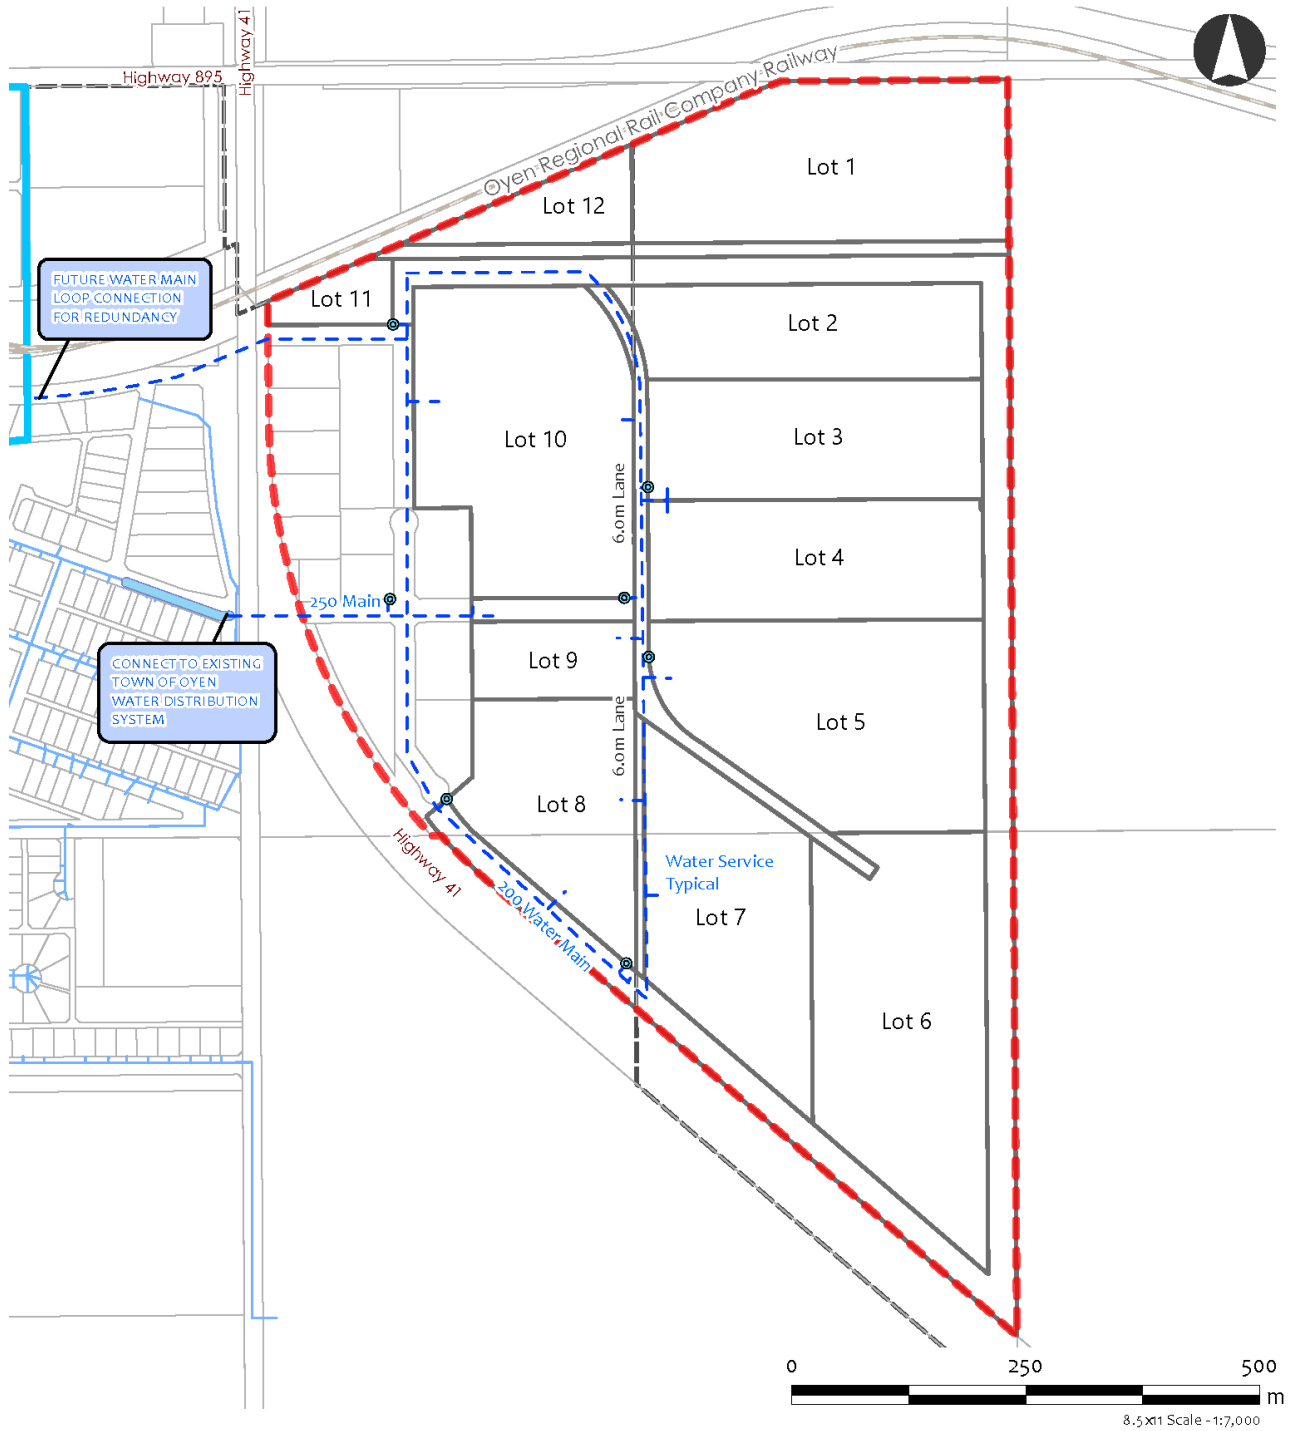 Highway 41
Highway 895
Oyen Regional Rail Company Railway
Lot 1
Lot 12
FUTURE WATER MAIN
LOOP CONNECTION
FOR REDUNDANCY
Lot 11
Lot 2
Lot 10
Lot 3
6.0m Lane
Lot 4
250 Main
CONNECT TO EXISTING
TOWN OF OYEN
WATER DISTRIBUTION
SYSTEM
Lot 9
6.0m Lane
Lot 5
Lot 8
Highway 41
Water Service
Typical
200 Water Main
Lot 7
Lot 6
0 250 500
m
8.5x11 Scale - 1:7,000